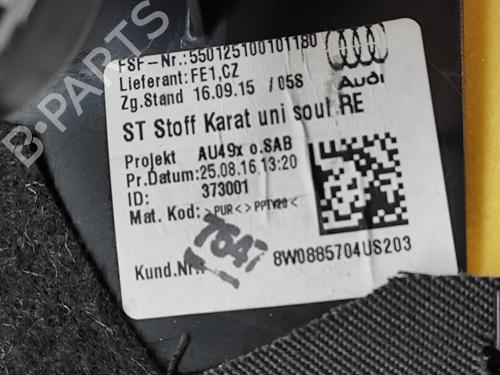 FSF-Nr.:550125100101180
Lieferant:FE1,CZ
Zg.Stand 16.09.15 /05S
Audi
ST Stoff Karat uni soul RE
Projekt AU49x o.SAB
Pr.Datum:25.08.16,13:20
ID: 373001
Mat. Kod: >PUR<>PPTV20<
7647
Kund.Nr.: 8W0885704US203
B-PARTS